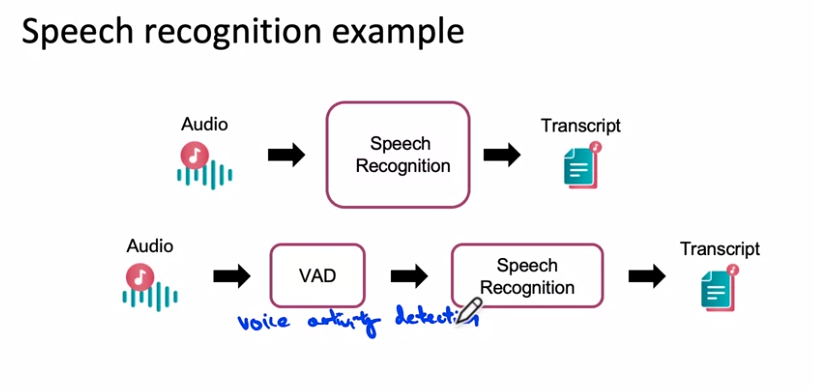 Speech recognition example
Audio
Speech
Recognition
Transcript
Audio
VAD
Speech
Recognition
Transcript
voice activity detection